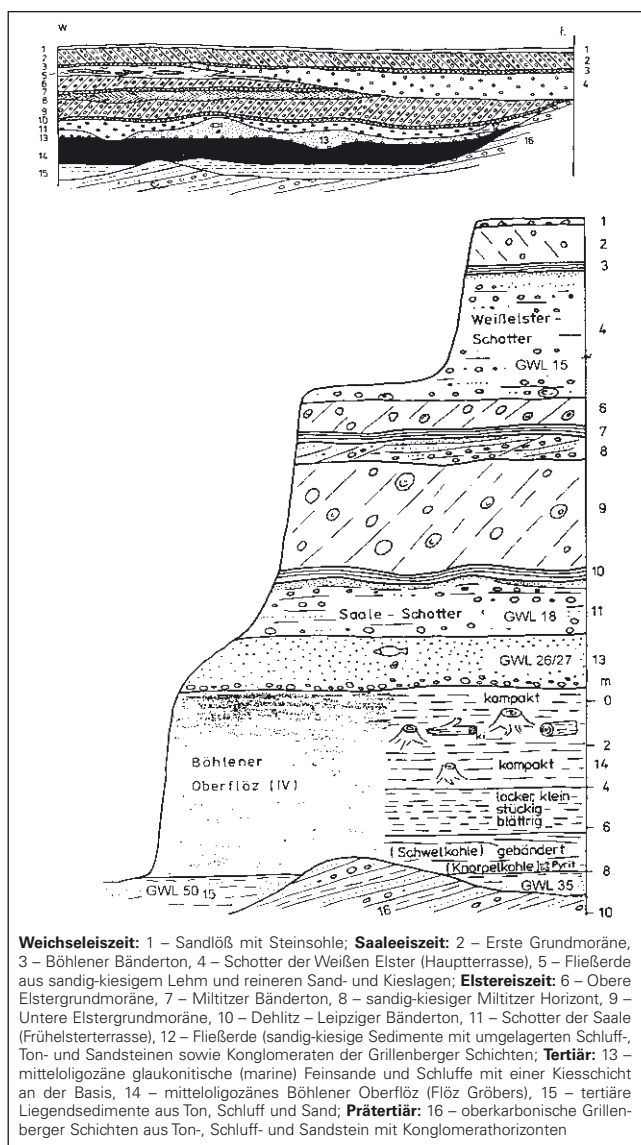 W
1
2
3
5
6
7
8
9
10
11
13
14
15
1
2
3
4
13
16
1
2
3
Weißelster-
Schotter
4
GWL 15
6
7
8
9
10
Saale-Schotter
GWL 18
11
GWL 26/27
13
m
kompakt
0
Ki
2
Böhlener
Oberflöz (IV)
kompakt
14
4
locker, klein-
stückig
blättrig
6
(Schwelkohle) gebändert
(Knorpelkohle) Pyrit
8
GWL 50
15
GWL 35
16
10
Weichseleiszeit: 1 – Sandlöß mit Steinsohle; Saaleeiszeit: 2 – Erste Grundmoräne,
3 – Böhlener Bänderton, 4 – Schotter der Weißen Elster (Hauptterrasse), 5 – Fließerde
aus sandig-kiesigem Lehm und reineren Sand- und Kieslagen; Elstereiszeit: 6 – Obere
Elstergrundmoräne, 7 – Miltitzer Bänderton, 8 – sandig-kiesiger Miltitzer Horizont, 9 –
Untere Elstergrundmoräne, 10 – Dehlitz – Leipziger Bänderton, 11 – Schotter der Saale
(Frühelsterterrasse), 12 – Fließerde (sandig-kiesige Sedimente mit umgelagerten Schluff-,
Ton- und Sandsteinen sowie Konglomeraten der Grillenberger Schichten; Tertiär: 13 –
mitteloligozäne glaukonitische (marine) Feinsande und Schluffe mit einer Kiesschicht
an der Basis, 14 – mitteloligozänes Böhlener Oberflöz (Flöz Gröbers), 15 – tertiäre
Liegendsedimente aus Ton, Schluff und Sand; Prätertiär: 16 – oberkarbonische Grillen-
berger Schichten aus Ton-, Schluff- und Sandstein mit Konglomerathorizonten